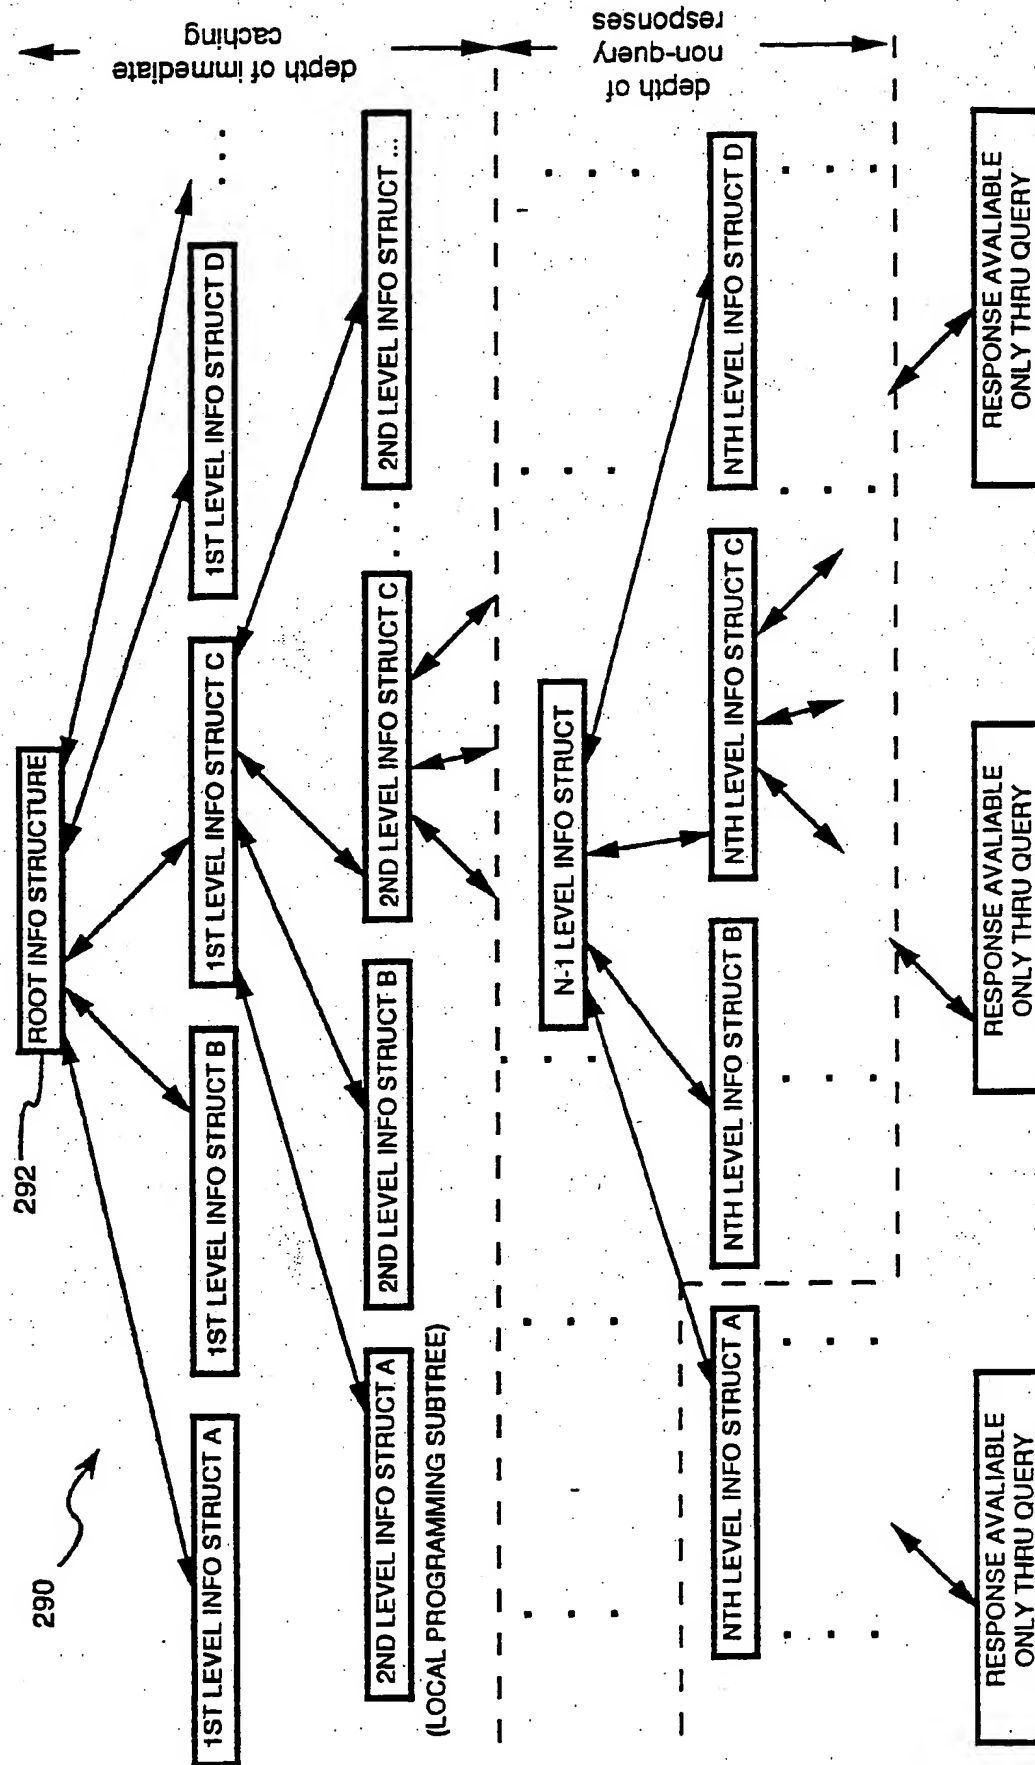 290
292
ROOT INFO STRUCTURE
depth of immediate
caching
1ST LEVEL INFO STRUCT A
1ST LEVEL INFO STRUCT B
1ST LEVEL INFO STRUCT C
1ST LEVEL INFO STRUCT D
. . .
2ND LEVEL INFO STRUCT A
(LOCAL PROGRAMMING SUBTREE)
2ND LEVEL INFO STRUCT B
2ND LEVEL INFO STRUCT C
. . .
2ND LEVEL INFO STRUCT ...
depth of
non-query
responses
N-1 LEVEL INFO STRUCT
NTH LEVEL INFO STRUCT A
NTH LEVEL INFO STRUCT B
NTH LEVEL INFO STRUCT C
NTH LEVEL INFO STRUCT D
RESPONSE AVALIABLE
ONLY THRU QUERY
RESPONSE AVALIABLE
ONLY THRU QUERY
RESPONSE AVALIABLE
ONLY THRU QUERY